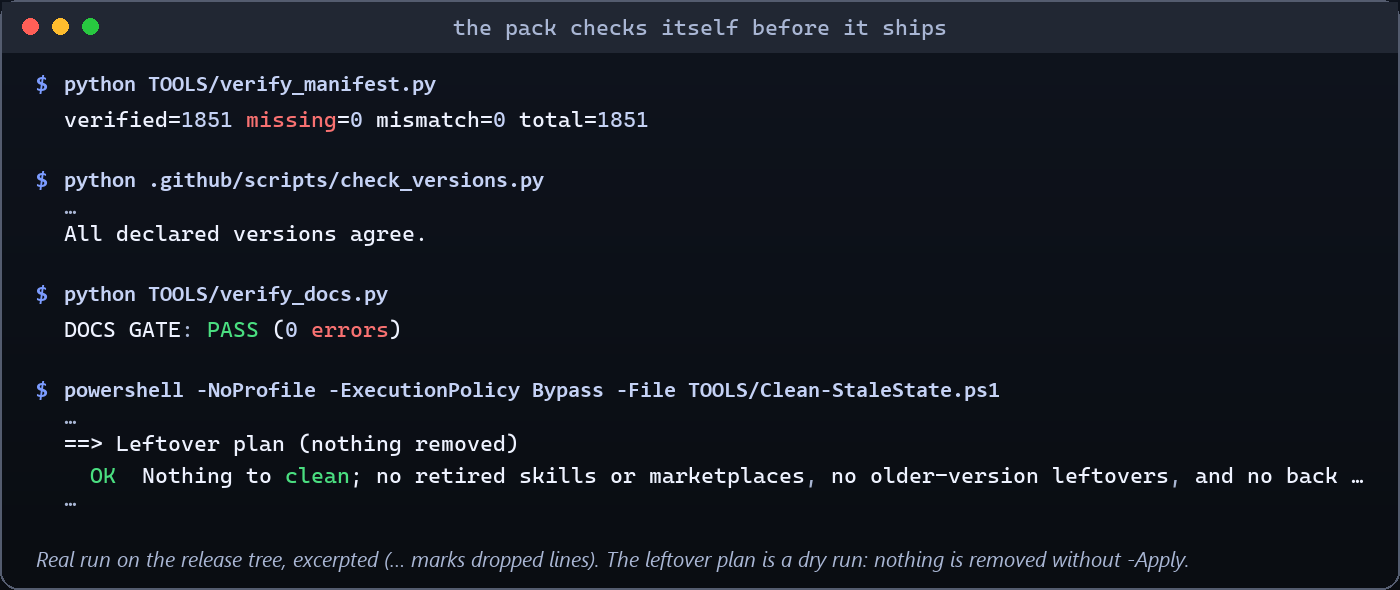 the pack checks itself before it ships
$ python TOOLS/verify_manifest.py
verified=1851 missing=0 mismatch=0 total=1851
$ python .github/scripts/check_versions.py
…
All declared versions agree.
$ python TOOLS/verify_docs.py
DOCS GATE: PASS (0 errors)
$ powershell -NoProfile -ExecutionPolicy Bypass -File TOOLS/Clean-StaleState.ps1
…
==> Leftover plan (nothing removed)
OK  Nothing to clean; no retired skills or marketplaces, no older-version leftovers, and no back …
…
Real run on the release tree, excerpted (… marks dropped lines). The leftover plan is a dry run: nothing is removed without -Apply.